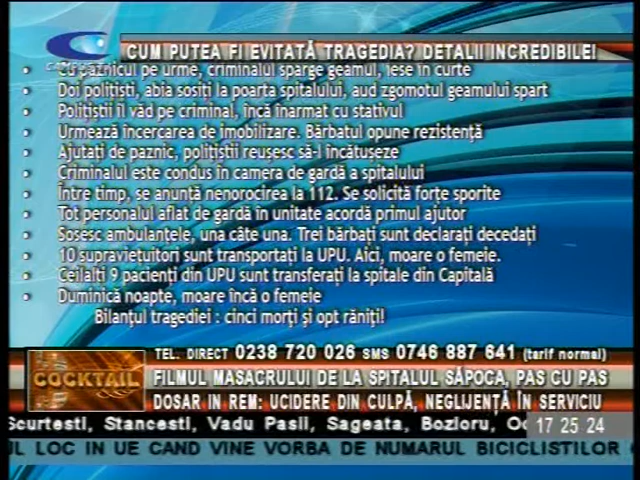 CUM PUTEA FI EVITATĂ TRAGEDIA? DETALII INCREDIBILE!
• Cu paznicul pe urme, criminalul sparge geamul, iese în curte
• Doi polițiști, abia sosiți la poarta spitalului, aud zgomotul geamului spart
• Polițiștii îl văd pe criminal, încă înarmat cu stativul
• Urmează încercarea de imobilizare. Bărbatul opune rezistență
• Ajutați de paznic, polițiștii reușesc să-l încătușeze
• Criminalul este condus în camera de gardă a spitalului
• Între timp, se anunță nenorocirea la 112. Se solicită forțe sporite
• Tot personalul aflat de gardă în unitate acordă primul ajutor
• Sosesc ambulanțele, una câte una. Trei bărbați sunt declarați decedați
• 10 supraviețuitori sunt transportați la UPU. Aici, moare o femeie.
• Ceilalți 9 pacienți din UPU sunt transferați la spitale din Capitală
• Duminică noapte, moare încă o femeie
Bilanțul tragediei : cinci morți și opt răniți!
TEL. DIRECT 0238 720 026 SMS 0746 887 641 (tarif normal)
COCKTAIL
FILMUL MASACRULUI DE LA SPITALUL SĂPOCA, PAS CU PAS
DOSAR IN REM: UCIDERE DIN CULPĂ, NEGLIJENȚĂ ÎN SERVICIU
Scurtesti, Stancesti, Vadu Pasii, Sageata, Bozioru,
17 25 24
LOC IN UE CAND VINE VORBA DE NUMARUL BICICLISTILOR